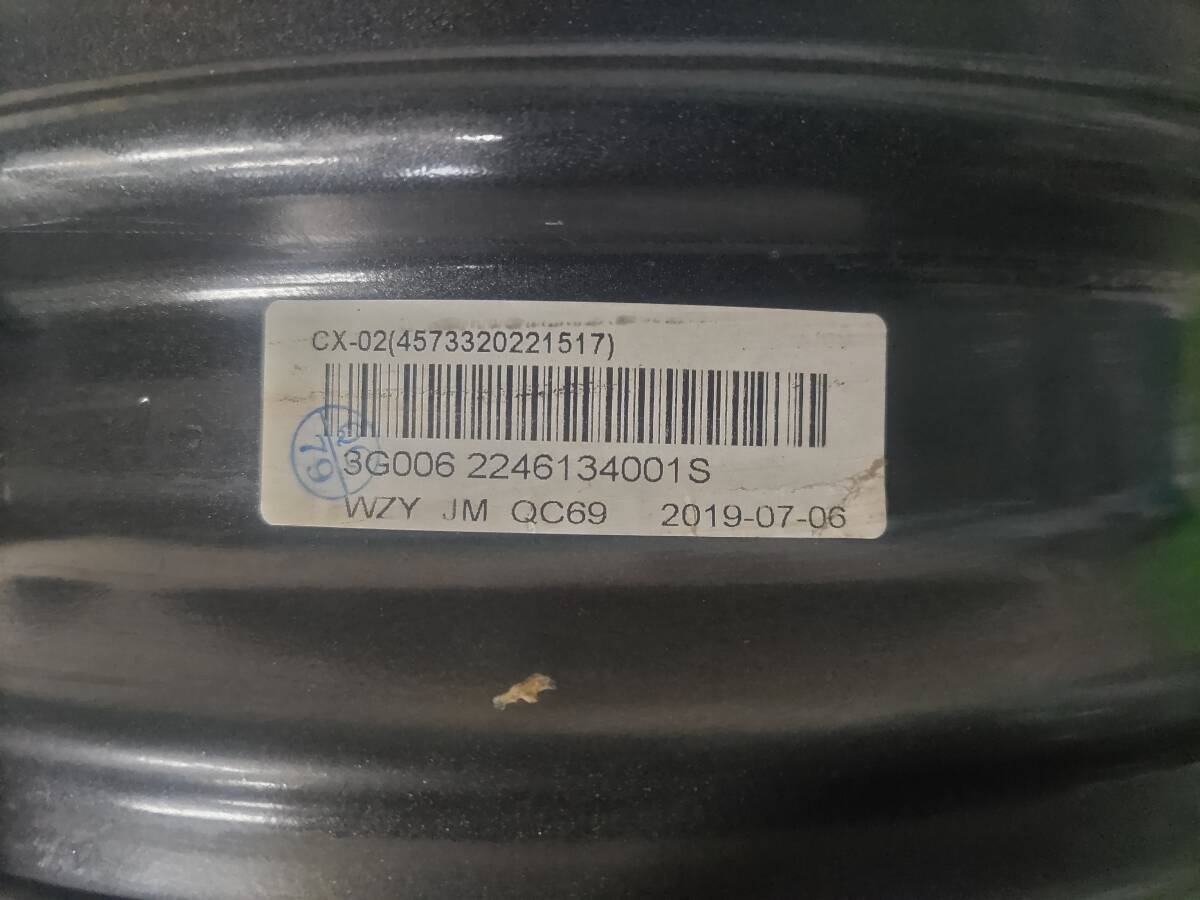 CX-02(4573320221517)
3G006 2246134001S
WZY JM QC69 2019-07-06